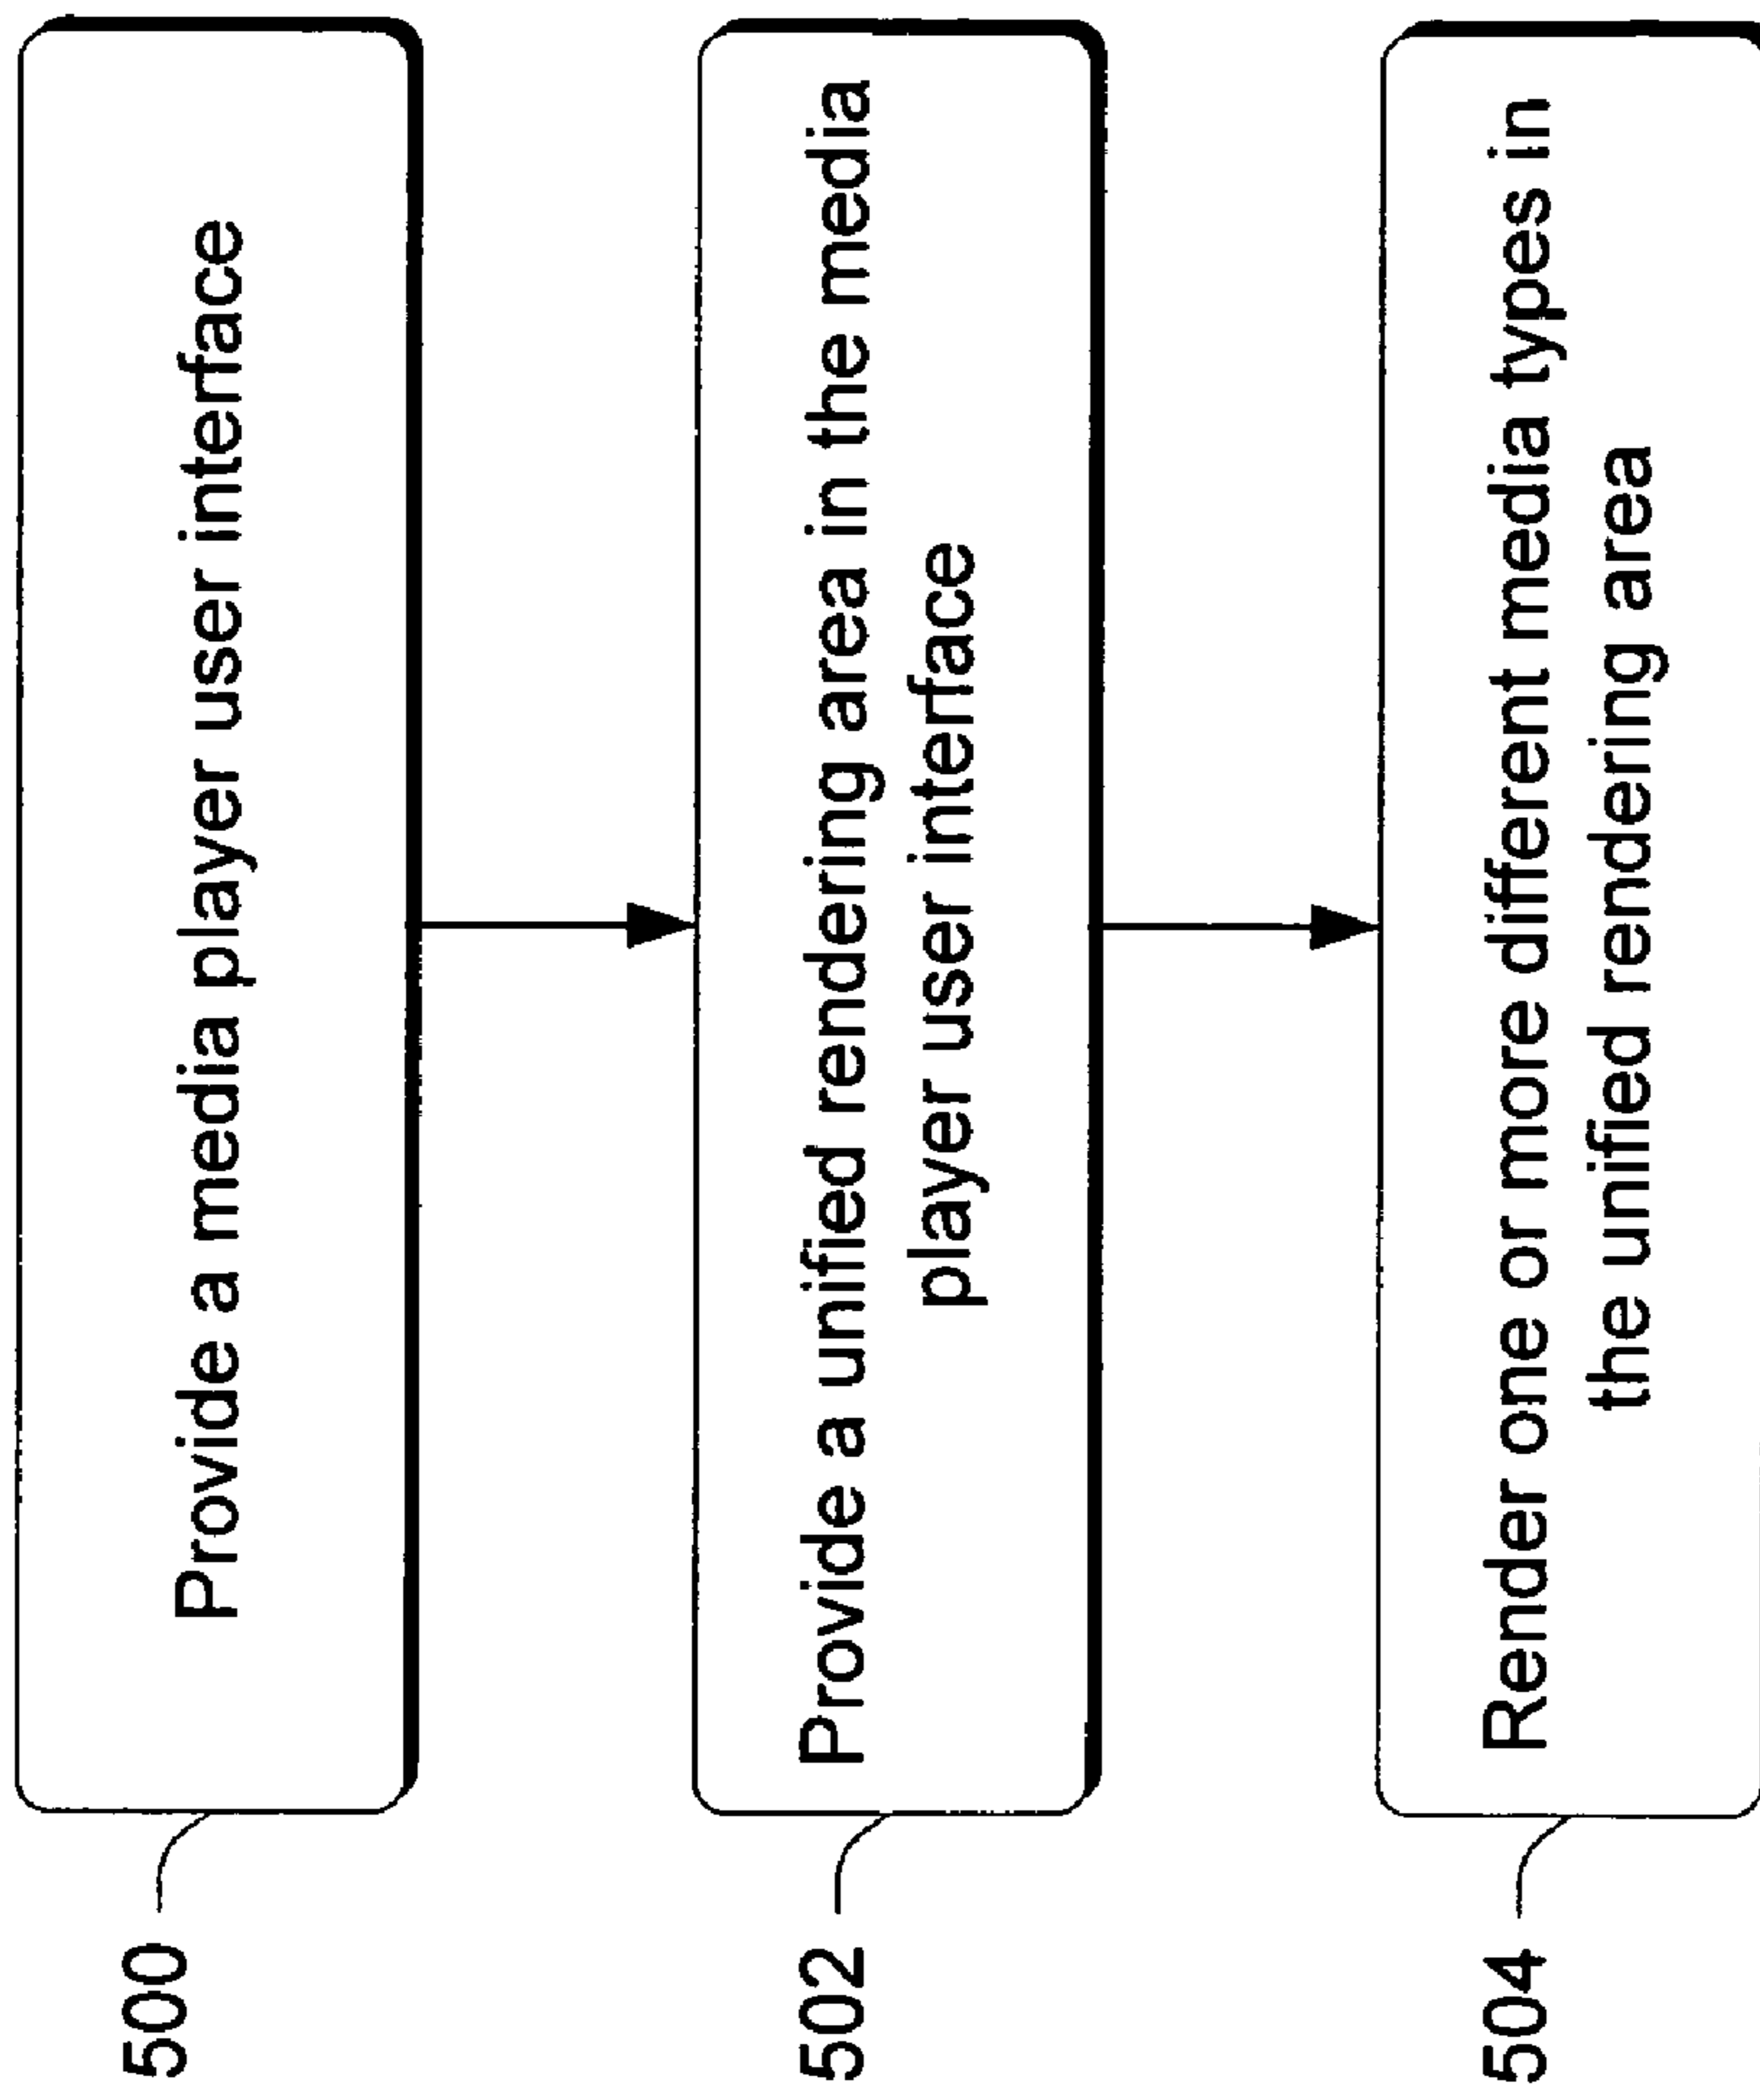 500
Provide a media player user interface
502
Provide a unified rendering area in the media
player user interface
504
Render one or more different media types in
the unified rendering area